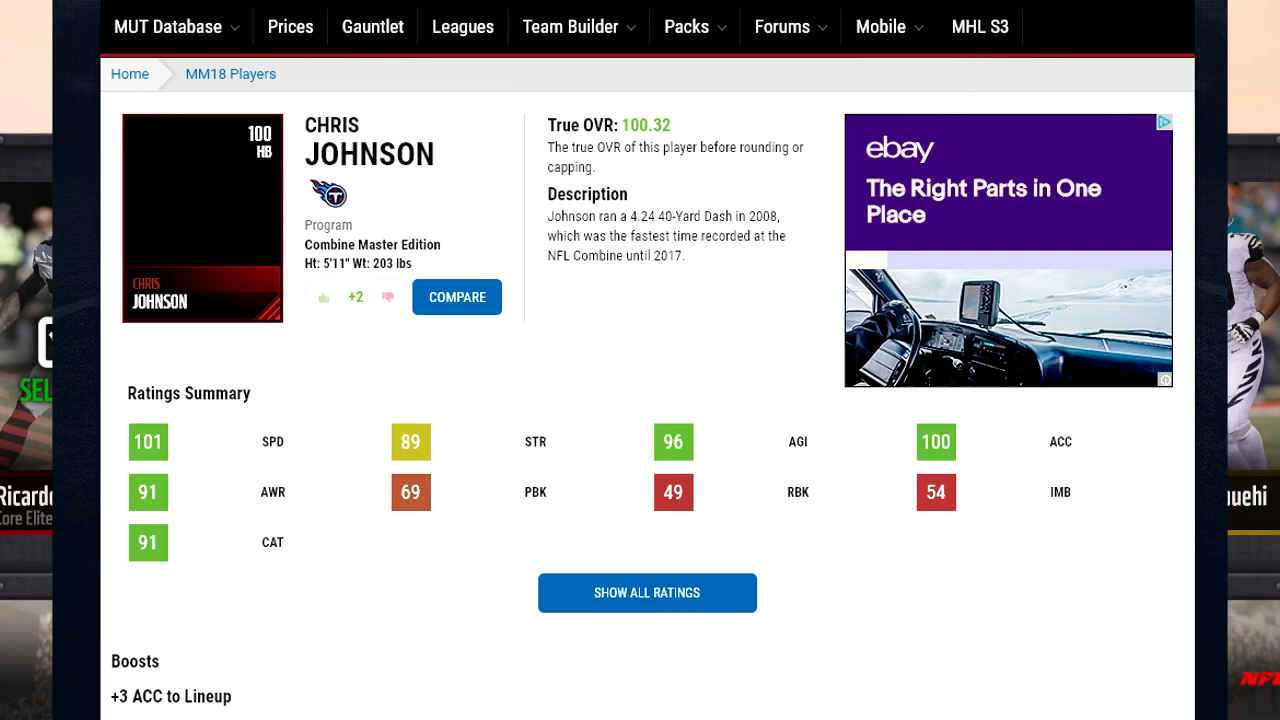 MUT Database Prices Gauntlet Leagues Team Builder Packs Forums Mobile MHL S3
Home MM18 Players
100
HB
CHRIS
JOHNSON
CHRIS
JOHNSON
Program
Combine Master Edition
Ht: 5'11" Wt: 203 lbs
+2
COMPARE
True OVR: 100.32
The true OVR of this player before rounding or
capping.
Description
Johnson ran a 4.24 40-Yard Dash in 2008,
which was the fastest time recorded at the
NFL Combine until 2017.
ebay
The Right Parts in One
Place
Ratings Summary
101 SPD 89 STR 96 AGI 100 ACC
91 AWR 69 PBK 49 RBK 54 IMB
91 CAT
SHOW ALL RATINGS
Boosts
+3 ACC to Lineup
SEL
Ricardo
Core Elite
uehi
NFL